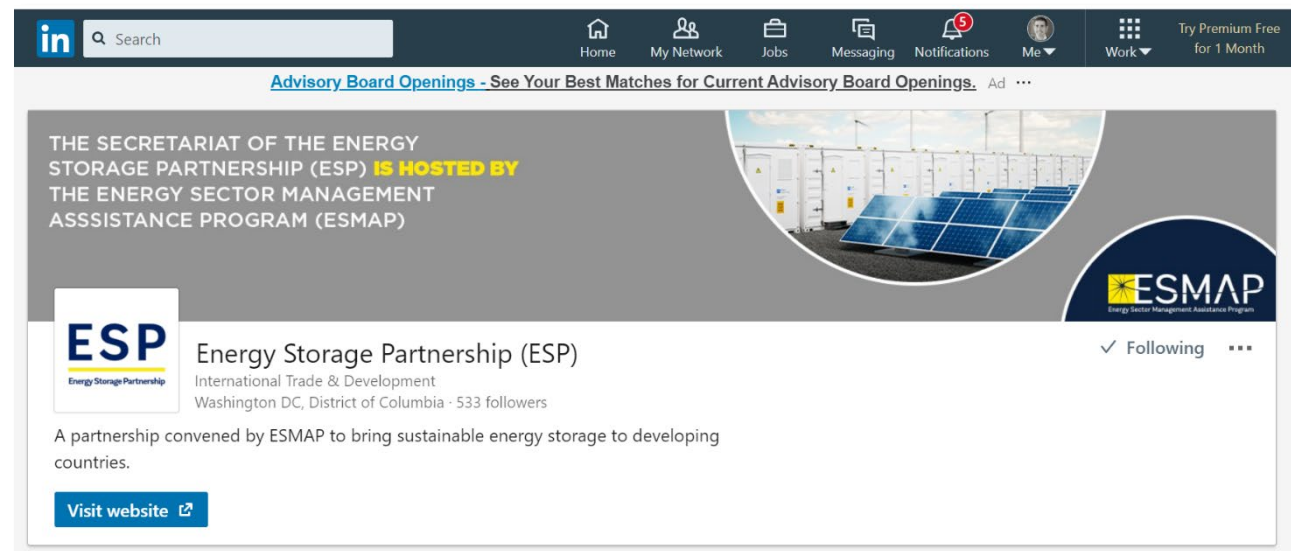 in
Search
Home
My Network
Jobs
Messaging
5
Notifications
Me
Work
Try Premium Free
for 1 Month
Advisory Board Openings - See Your Best Matches for Current Advisory Board Openings. Ad ···
THE SECRETARIAT OF THE ENERGY
STORAGE PARTNERSHIP (ESP) IS HOSTED BY
THE ENERGY SECTOR MANAGEMENT
ASSSISTANCE PROGRAM (ESMAP)
ESMAP
Energy Sector Management Assistance Program
ESP
Energy Storage Partnership
Energy Storage Partnership (ESP)
International Trade & Development
Washington DC, District of Columbia · 533 followers
✓ Following ···
A partnership convened by ESMAP to bring sustainable energy storage to developing
countries.
Visit website